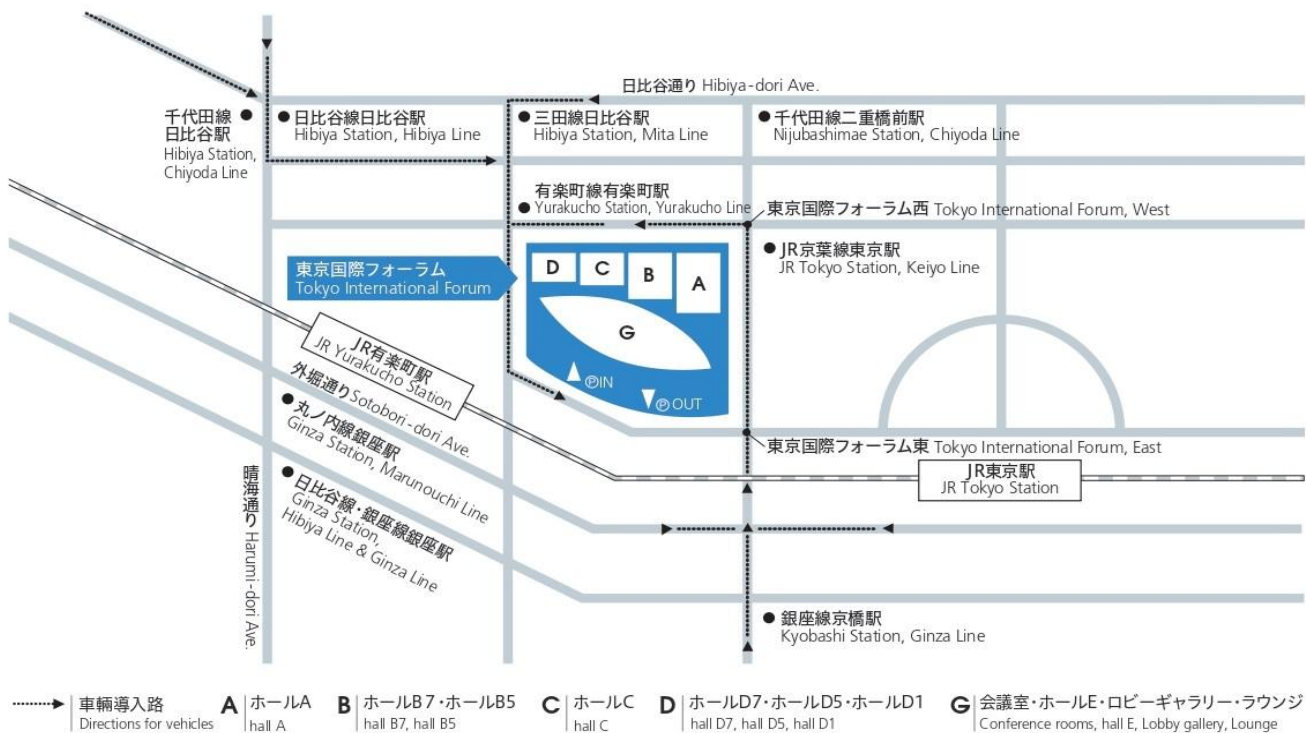 日比谷通り Hibiya-dori Ave.
千代田線
日比谷駅
Hibiya Station,
Chiyoda Line
日比谷線日比谷駅
Hibiya Station, Hibiya Line
三田線日比谷駅
Hibiya Station, Mita Line
千代田線二重橋前駅
Nijubashimae Station, Chiyoda Line
有楽町線有楽町駅
Yurakucho Station, Yurakucho Line
東京国際フォーラム西 Tokyo International Forum, West
JR京葉線東京駅
JR Tokyo Station, Keiyo Line
東京国際フォーラム
Tokyo International Forum
D
C
B
A
G
ⓅIN
ⓅOUT
JR有楽町駅
JR Yurakucho Station
外堀通り Sotobori-dori Ave.
丸ノ内線銀座駅
Ginza Station, Marunouchi Line
日比谷線・銀座線銀座駅
Ginza Station,
Hibiya Line & Ginza Line
晴海通り Harumi-dori Ave.
東京国際フォーラム東 Tokyo International Forum, East
JR東京駅
JR Tokyo Station
銀座線京橋駅
Kyobashi Station, Ginza Line
車輌導入路
Directions for vehicles
A ホールA
hall A
B ホールB7・ホールB5
hall B7, hall B5
C ホールC
hall C
D ホールD7・ホールD5・ホールD1
hall D7, hall D5, hall D1
G 会議室・ホールE・ロビーギャラリー・ラウンジ
Conference rooms, hall E, Lobby gallery, Lounge